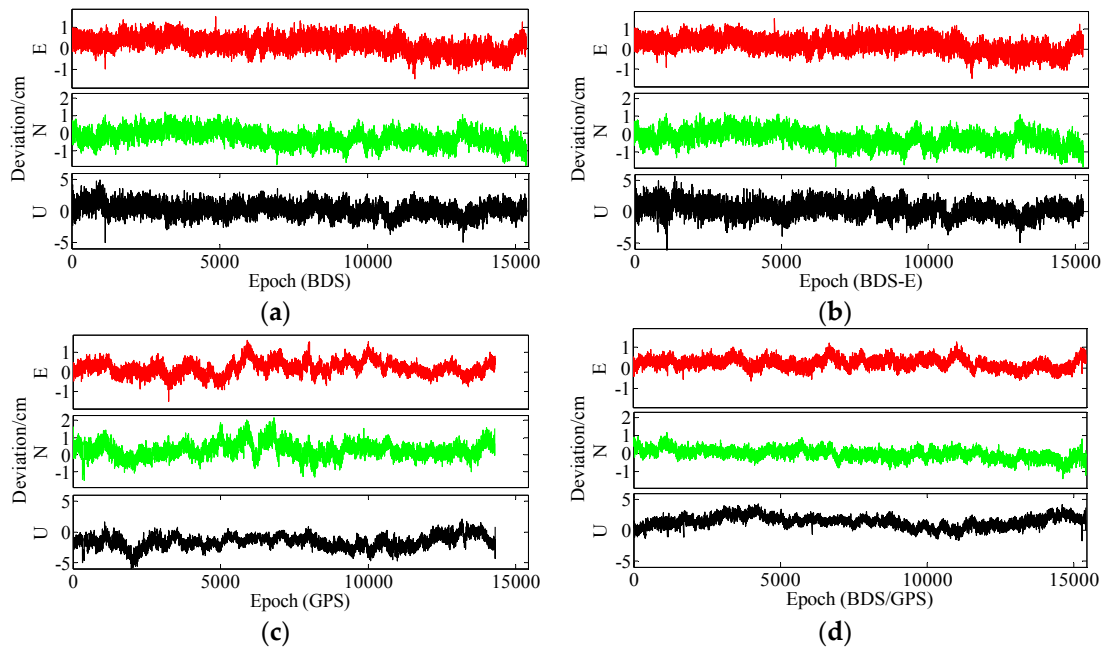 1
0
-1
E
2
1
0
-1
N
5
0
-5
U
Deviation/cm
0 5000 10000 15000
Epoch (BDS)
(a)
1
0
-1
E
2
1
0
-1
N
5
0
-5
U
Deviation/cm
0 5000 10000 15000
Epoch (BDS-E)
(b)
1
0
-1
E
2
1
0
-1
N
5
0
-5
U
Deviation/cm
0 5000 10000 15000
Epoch (GPS)
(c)
1
0
-1
E
2
1
0
-1
N
5
0
-5
U
Deviation/cm
0 5000 10000 15000
Epoch (BDS/GPS)
(d)